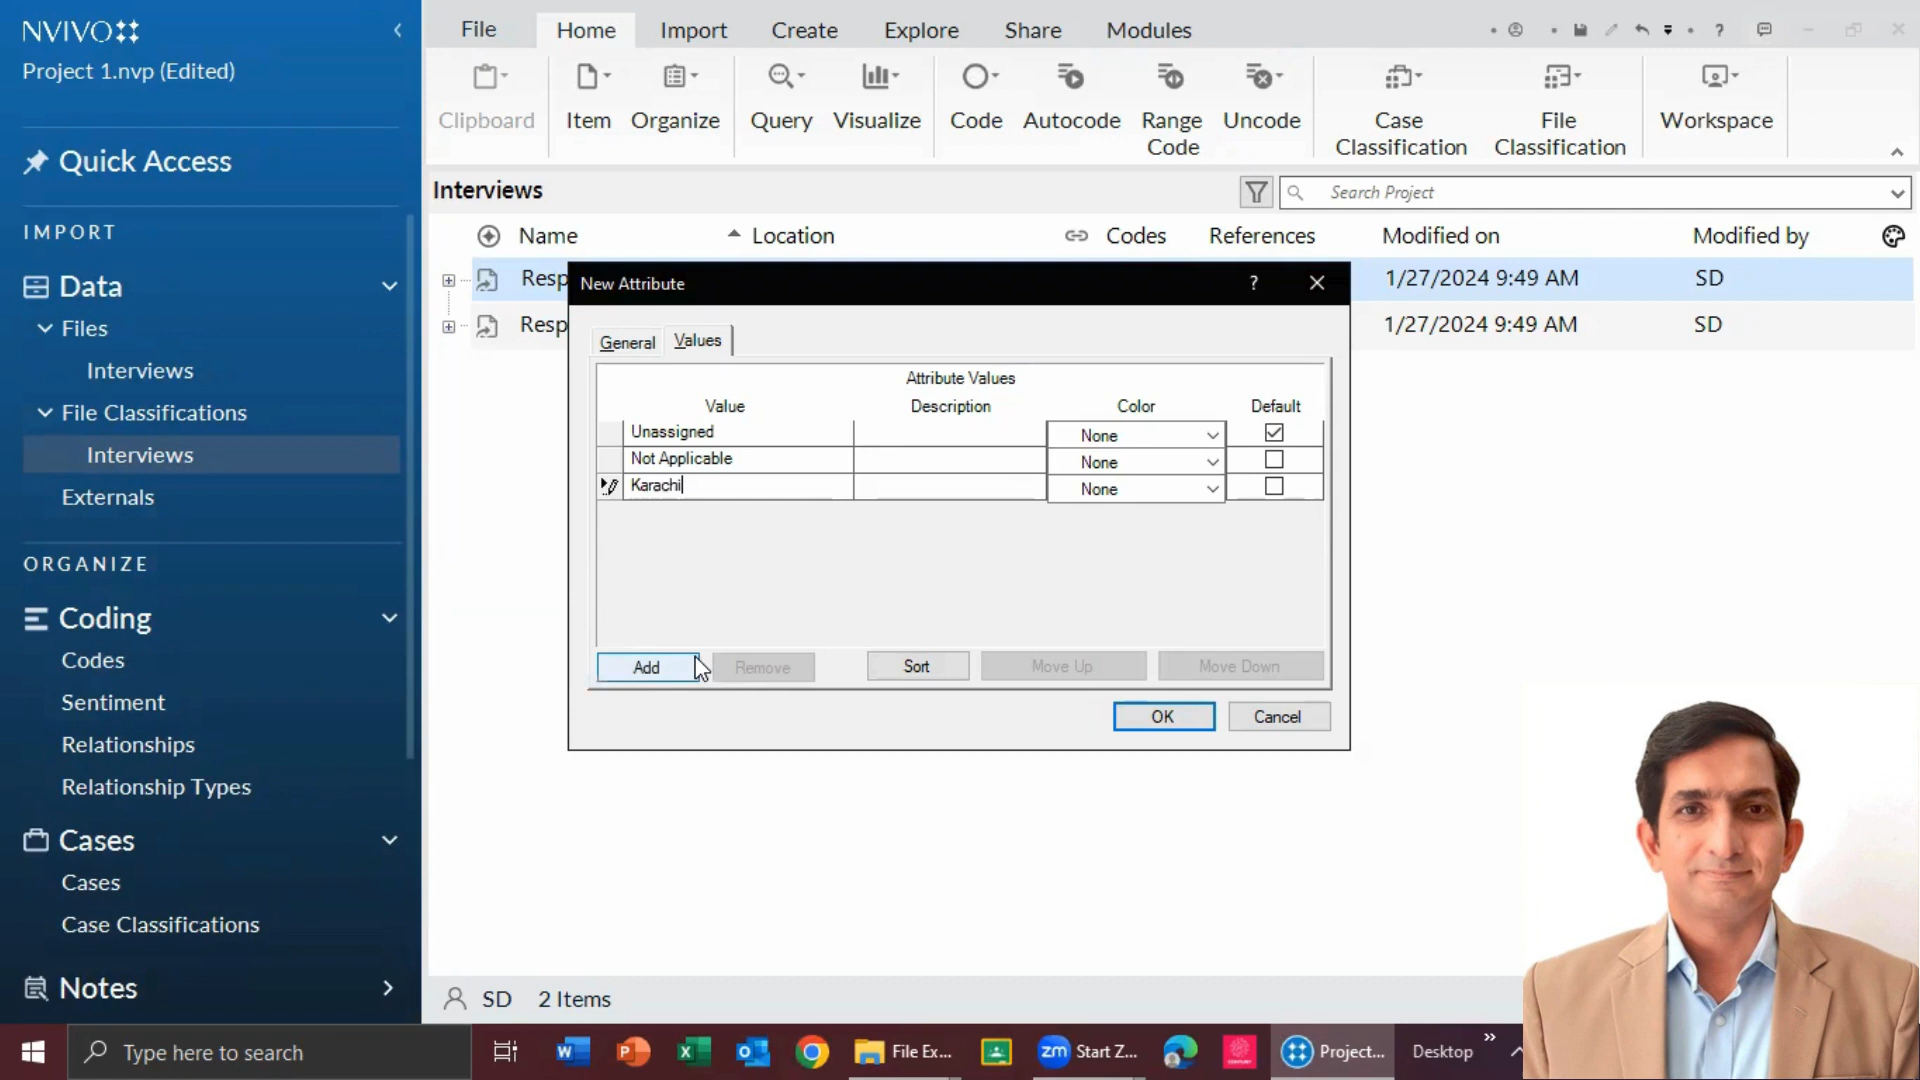 NVIVO
Project 1.nvp (Edited)
Quick Access
IMPORT
Data
Files
Interviews
File Classifications
Interviews
Externals
ORGANIZE
Coding
Codes
Sentiment
Relationships
Relationship Types
Cases
Cases
Case Classifications
Notes
File Home Import Create Explore Share Modules ?
Clipboard Item Organize Query Visualize Code Autocode Range Code Uncode Case Classification File Classification Workspace
Interviews Search Project
Name Location Codes References Modified on Modified by
Resp 1/27/2024 9:49 AM SD
Resp 1/27/2024 9:49 AM SD
New Attribute ?
General Values
Attribute Values
Value Description Color Default
Unassigned None
Not Applicable None
Karachi None
Add Remove Sort Move Up Move Down
OK Cancel
SD 2 Items
Type here to search File Ex... zm Start Z... Project... Desktop »